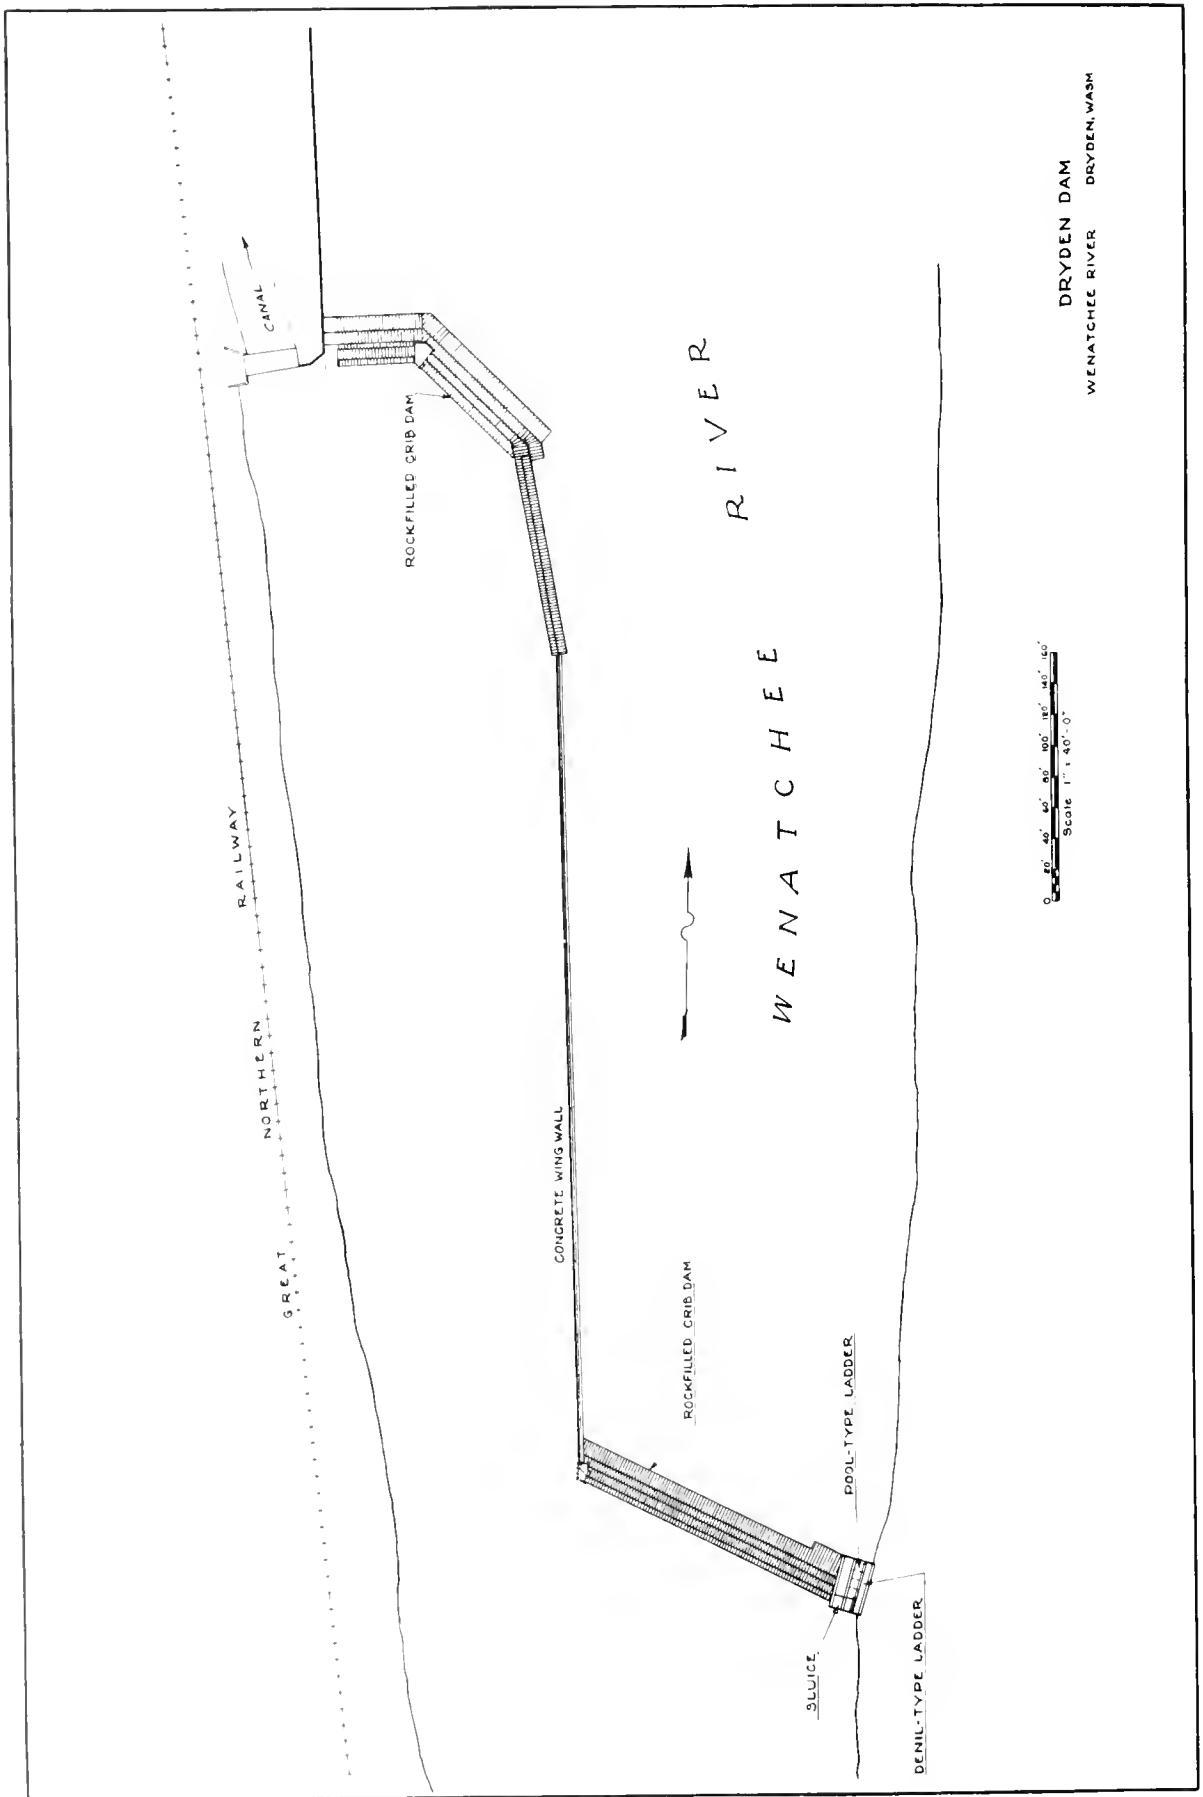 GREAT NORTHERN RAILWAY
CANAL
ROCKFILLED CRIB DAM
CONCRETE WING WALL
WENATCHEE RIVER
ROCKFILLED CRIB DAM
POOL-TYPE LADDER
SLUICE
DENIL-TYPE LADDER
0 20' 40' 60' 80' 100' 120' 140' 160'
Scale 1" = 40'-0"
DRYDEN DAM
WENATCHEE RIVER DRYDEN, WASH